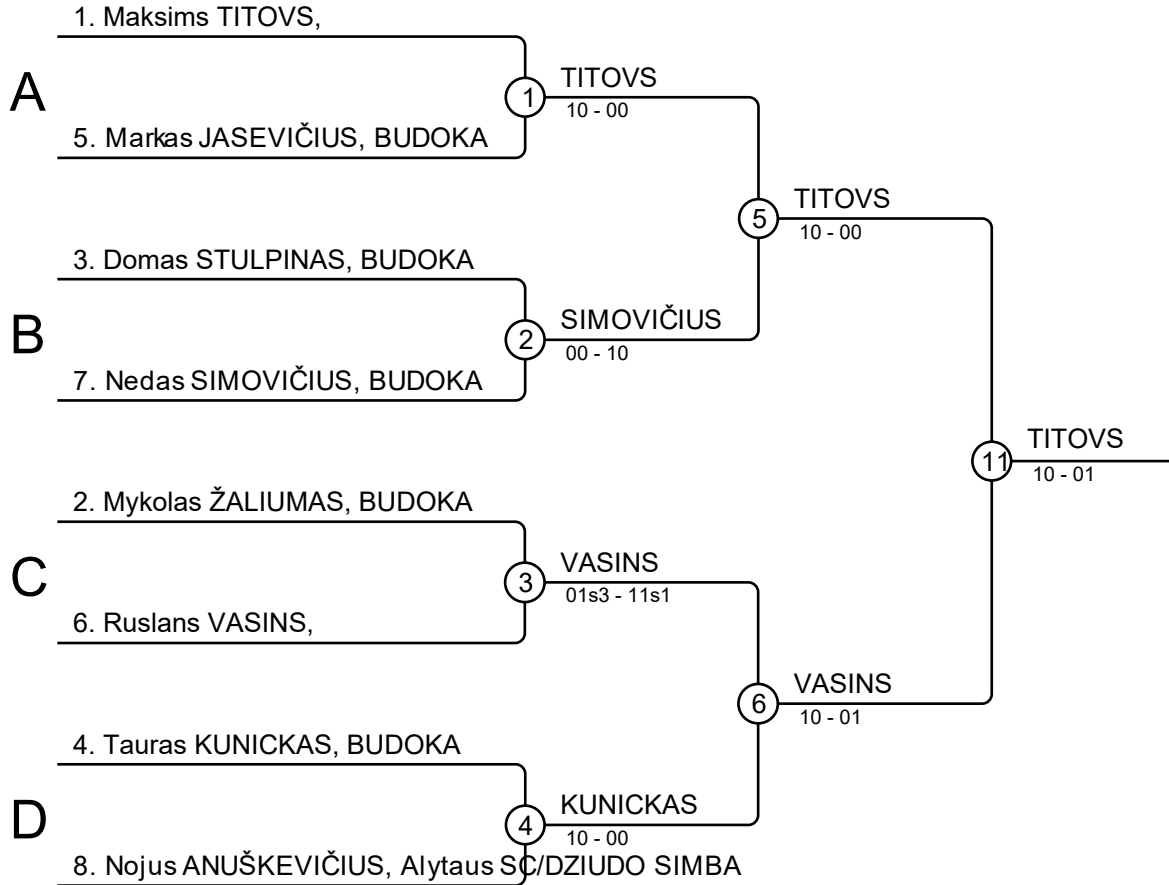 1. Maksims TITOVS,
A
1
TITOVS
10 - 00
5. Markas JASEVIČIUS, BUDOKA
5
TITOVS
10 - 00
3. Domas STULPINAS, BUDOKA
B
2
SIMOVIČIUS
00 - 10
7. Nedas SIMOVIČIUS, BUDOKA
11
TITOVS
10 - 01
2. Mykolas ŽALIUMAS, BUDOKA
C
3
VASINS
01s3 - 11s1
6. Ruslans VASINS,
6
VASINS
10 - 01
4. Tauras KUNICKAS, BUDOKA
D
4
KUNICKAS
10 - 00
8. Nojus ANUŠKEVIČIUS, Alytaus SC/DZIUDO SIMBA